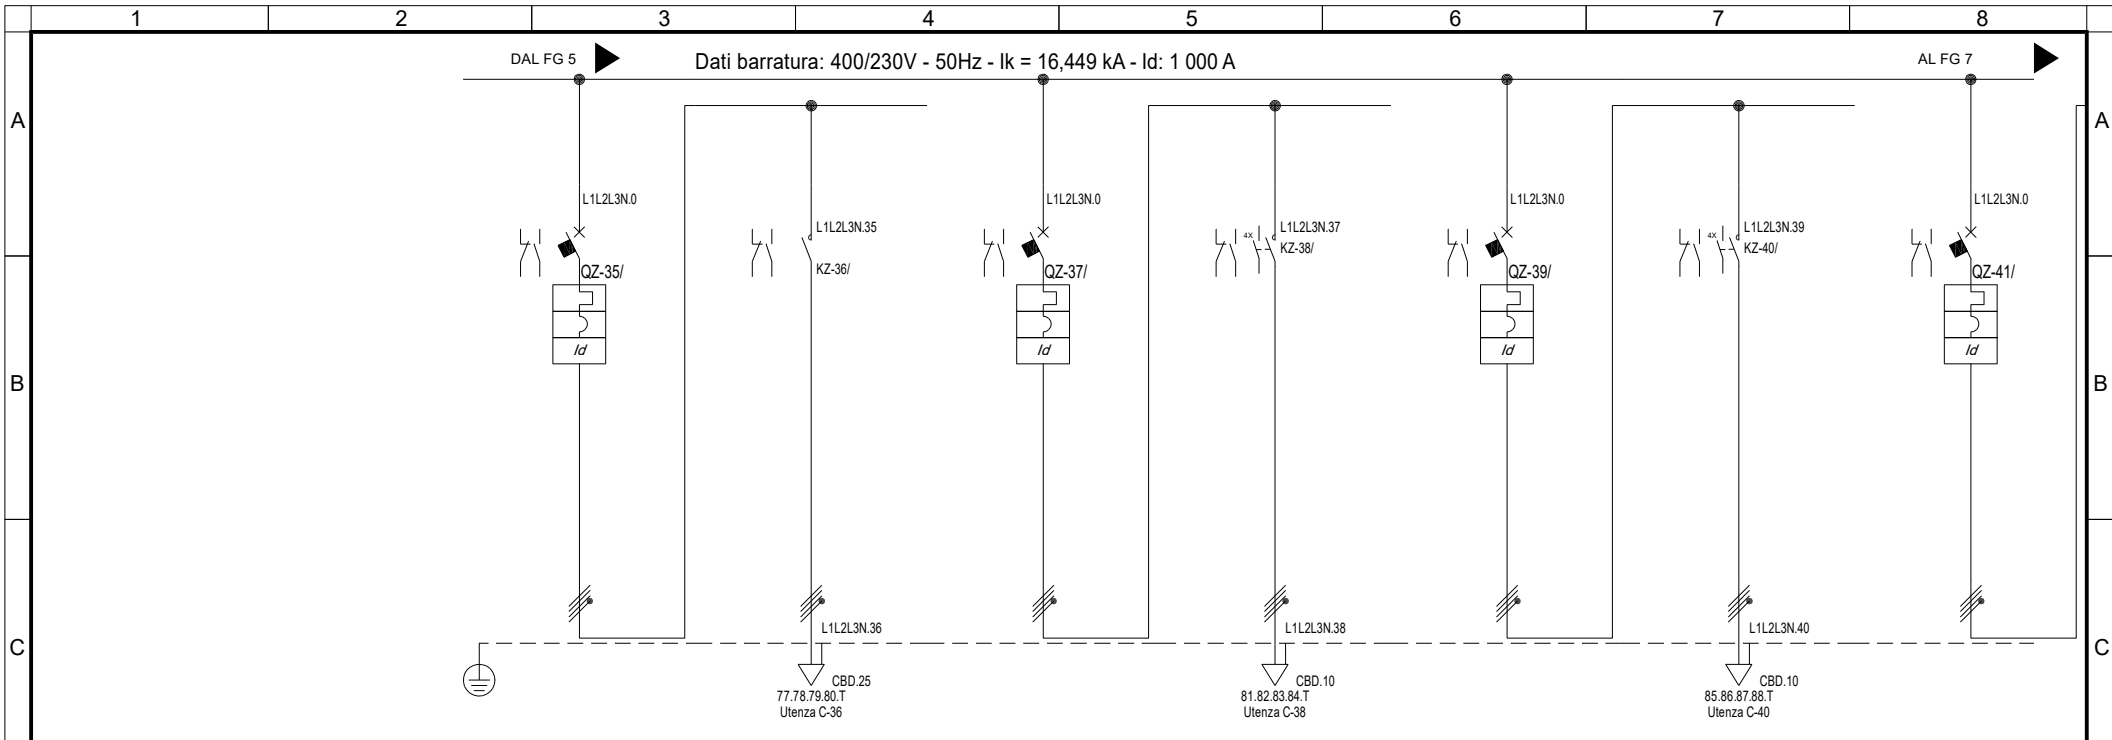 1 2 3 4 5 6 7 8
DAL FG 5
Dati barratura: 400/230V - 50Hz - Ik = 16,449 kA - Id: 1 000 A
AL FG 7
A A
L1L2L3N.0 L1L2L3N.0 L1L2L3N.0 L1L2L3N.0
L1L2L3N.35 4X L1L2L3N.37 4X L1L2L3N.39
KZ-38/ KZ-40/
QZ-35/ KZ-36/ QZ-37/ QZ-39/ QZ-41/
Id Id Id Id
B B
L1L2L3N.36 L1L2L3N.38 L1L2L3N.40
C C
CBD.25 CBD.10 CBD.10
77.78.79.80.T 81.82.83.84.T 85.86.87.88.T
Utenza C-36 Utenza C-38 Utenza C-40